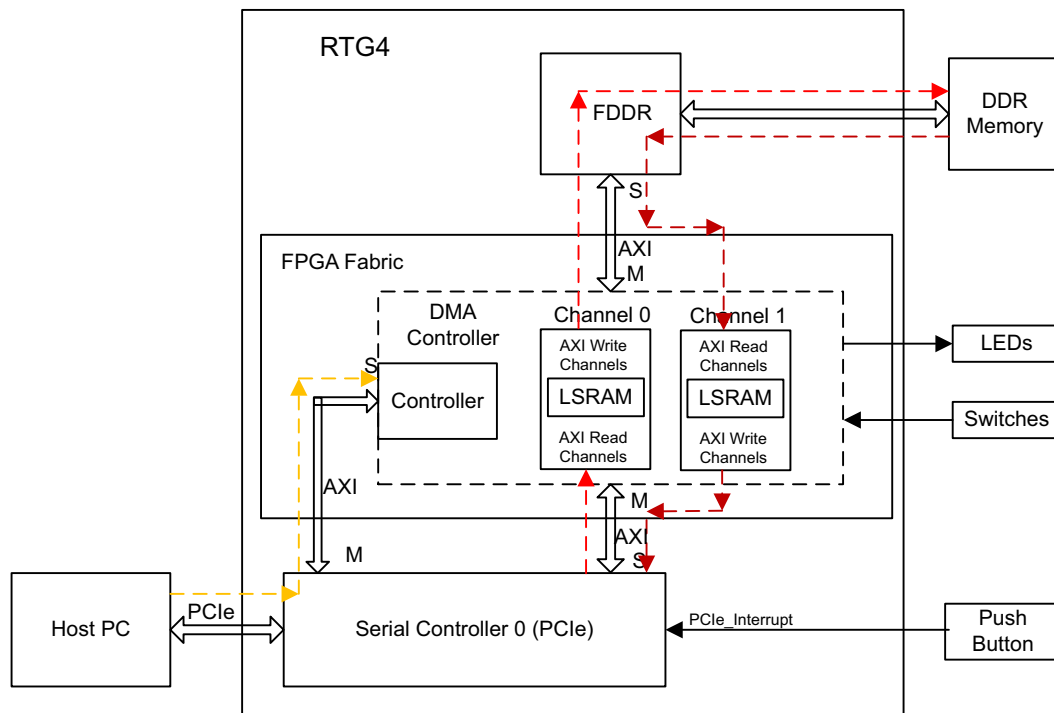 RTG4
FDDR
DDR
Memory
S
AXI
M
FPGA Fabric
DMA
Controller
Channel 0
Channel 1
AXI Write
Channels
LSRAM
AXI Read
Channels
AXI Read
Channels
LSRAM
AXI Write
Channels
S
Controller
LEDs
Switches
AXI
M
M
AXI
S
Host PC
PCIe
Serial Controller 0 (PCIe)
PCIe_Interrupt
Push
Button